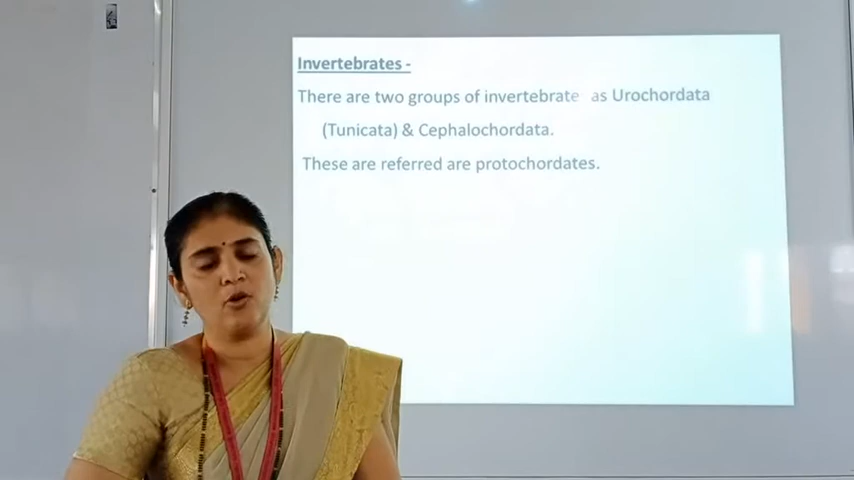 Invertebrates -
There are two groups of invertebrate as Urochordata
(Tunicata) & Cephalochordata.
These are referred are protochordates.